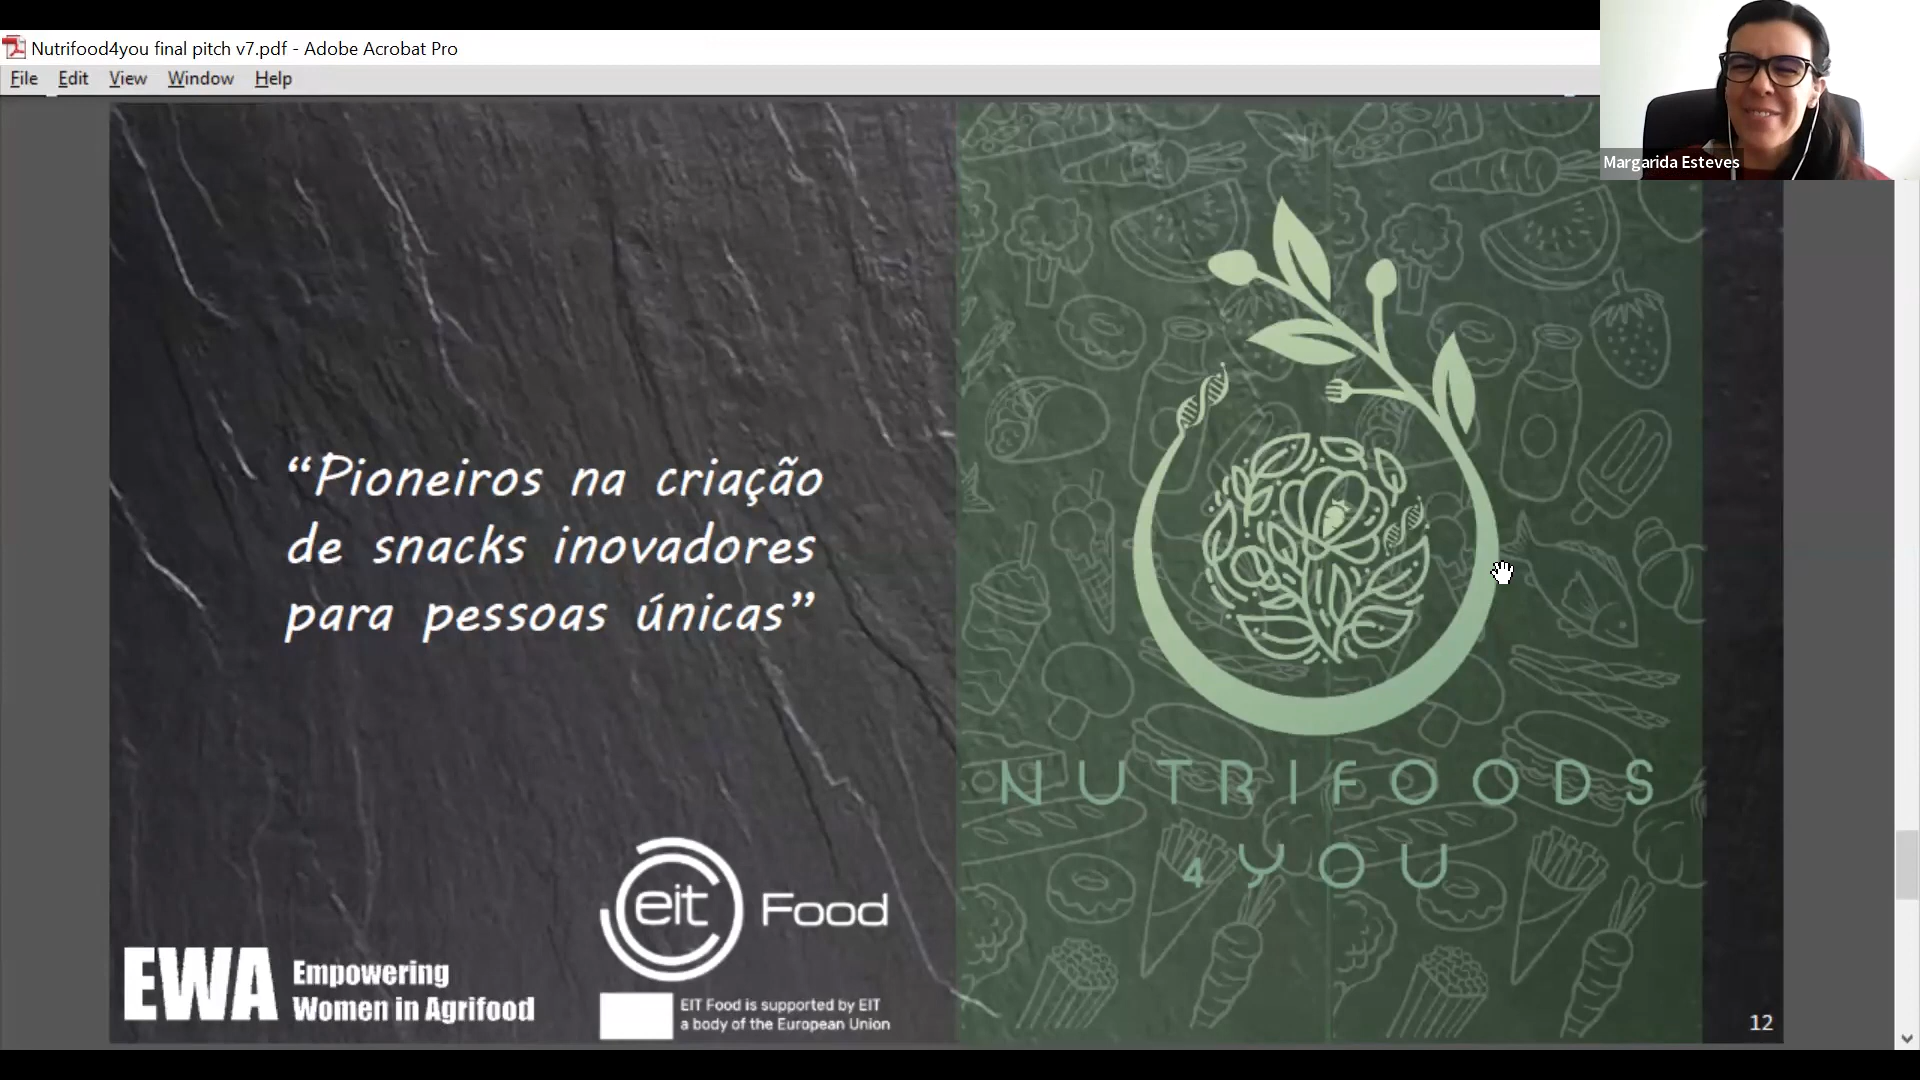 Nutrifood4you final pitch v7.pdf - Adobe Acrobat Pro
File Edit View Window Help
Margarida Esteves
“Pioneiros na criação
de snacks inovadores
para pessoas únicas”
NUTRIFOODS
4YOU
eit Food
EWA Empowering
Women in Agrifood
EIT Food is supported by EIT
a body of the European Union
12